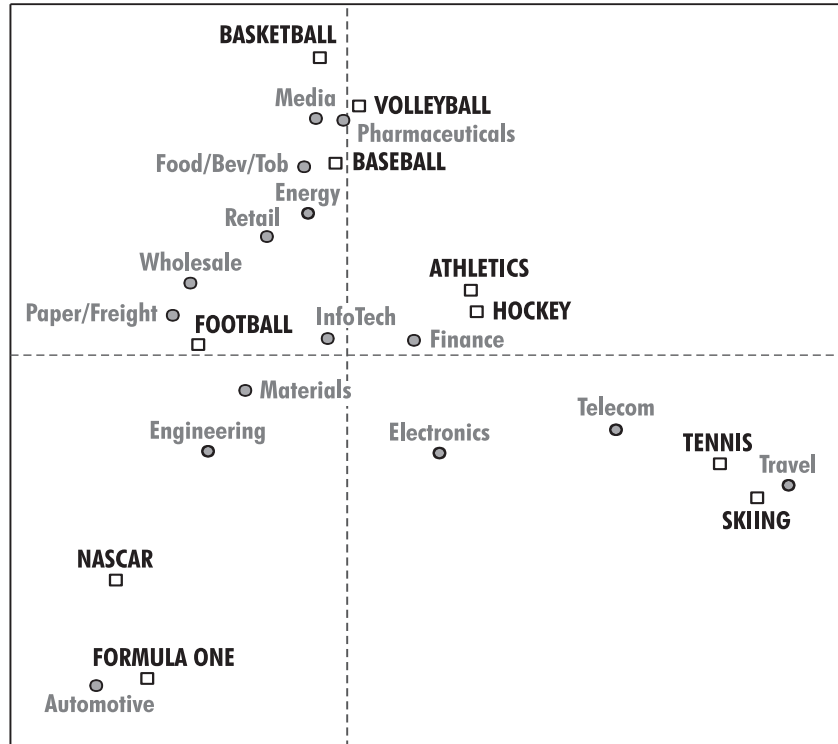 BASKETBALL
Media
VOLLEYBALL
Pharmaceuticals
Food/Bev/Tob
BASEBALL
Energy
Retail
Wholesale
ATHLETICS
Paper/Freight
FOOTBALL
InfoTech
HOCKEY
Finance
Materials
Telecom
Engineering
Electronics
TENNIS
Travel
SKIING
NASCAR
FORMULA ONE
Automotive